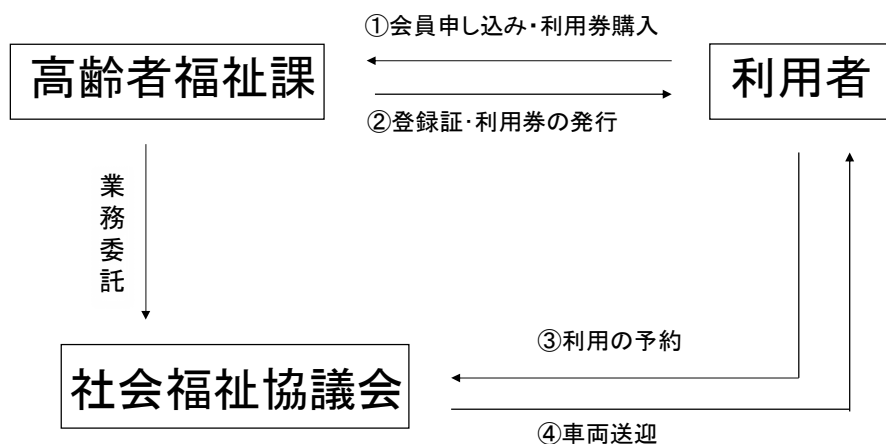 ①会員申し込み・利用券購入
高齢者福祉課
利用者
②登録証・利用券の発行
業務委託
③利用の予約
社会福祉協議会
④車両送迎